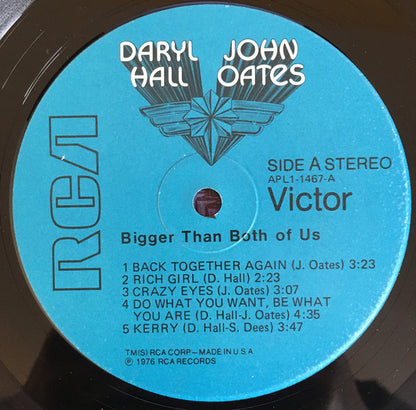 DARYL JOHN
HALL OATES
RCA
SIDE A STEREO
APL1-1467-A
Victor
Bigger Than Both of Us
1 BACK TOGETHER AGAIN (J. Oates) 3:23
2 RICH GIRL (D. Hall) 2:23
3 CRAZY EYES (J. Oates) 3:07
4 DO WHAT YOU WANT, BE WHAT
YOU ARE (D. Hall-J. Oates) 4:35
5 KERRY (D. Hall-S. Dees) 3:47
TM(S) RCA CORP—MADE IN U.S.A
℗ 1976 RCA RECORDS